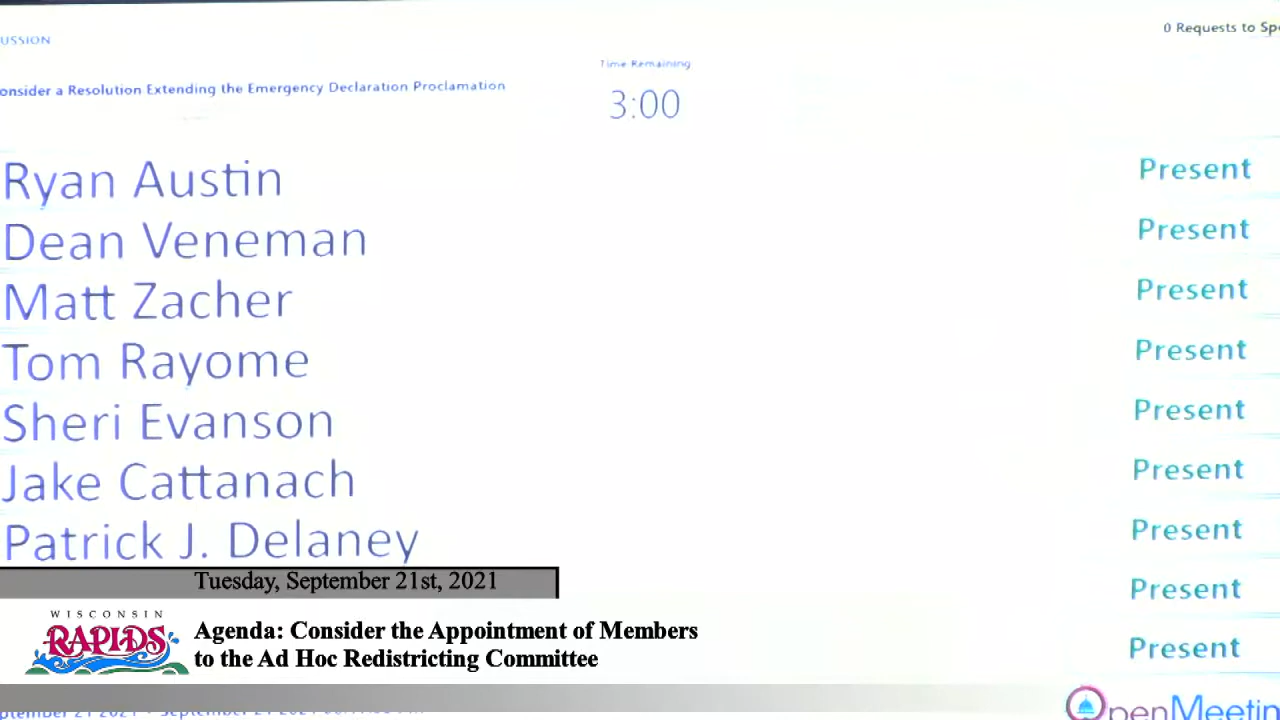 USSION
0 Requests to Spe
Time Remaining
onsider a Resolution Extending the Emergency Declaration Proclamation
3:00
Ryan Austin Present
Dean Veneman Present
Matt Zacher Present
Tom Rayome Present
Sheri Evanson Present
Jake Cattanach Present
Patrick J. Delaney Present
Present
Present
Tuesday, September 21st, 2021
WISCONSIN
RAPIDS
Agenda: Consider the Appointment of Members
to the Ad Hoc Redistricting Committee
OpenMeetin